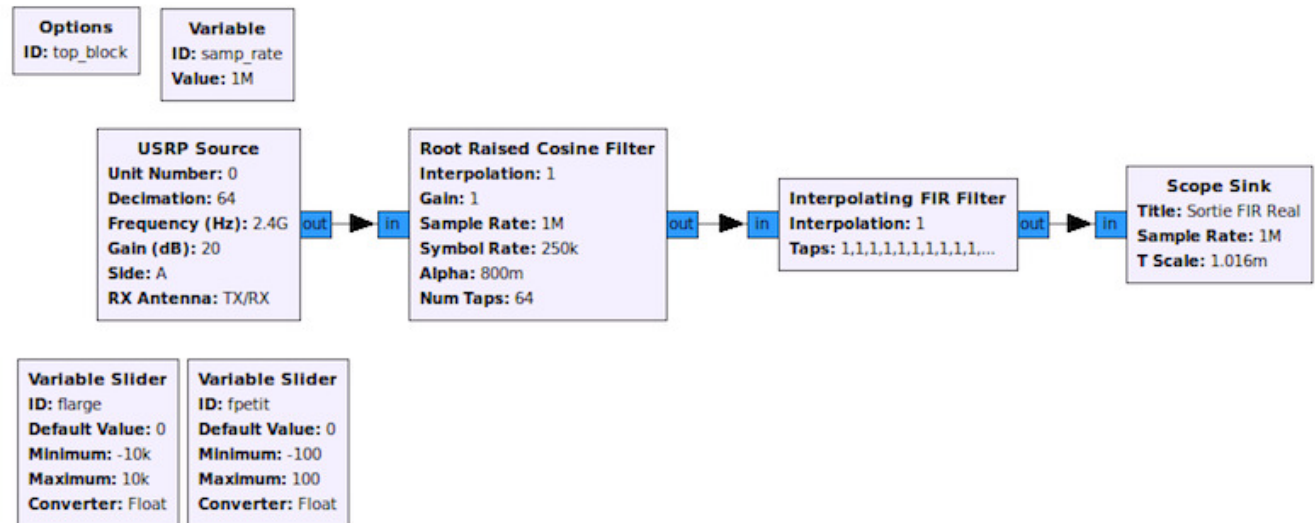 Options
ID: top_block
Variable
ID: samp_rate
Value: 1M
USRP Source
Unit Number: 0
Decimation: 64
Frequency (Hz): 2.4G
Gain (dB): 20
Side: A
RX Antenna: TX/RX
out
in
Root Raised Cosine Filter
Interpolation: 1
Gain: 1
Sample Rate: 1M
Symbol Rate: 250k
Alpha: 800m
Num Taps: 64
out
in
Interpolating FIR Filter
Interpolation: 1
Taps: 1,1,1,1,1,1,1,1,1,1,...
out
in
Scope Sink
Title: Sortie FIR Real
Sample Rate: 1M
T Scale: 1.016m
Variable Slider
ID: flarge
Default Value: 0
Minimum: -10k
Maximum: 10k
Converter: Float
Variable Slider
ID: fpetit
Default Value: 0
Minimum: -100
Maximum: 100
Converter: Float